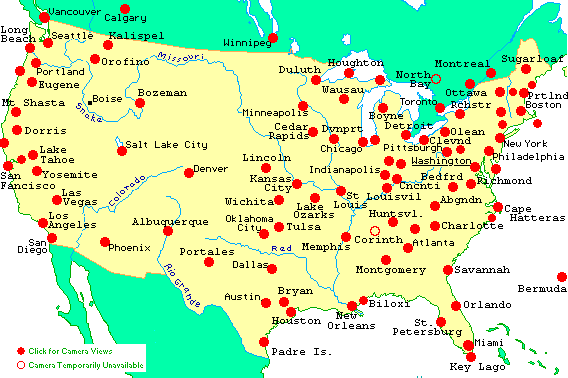 Vancouver
Calgary
Long
Beach
Seattle
Kalispel
Winnipeg
Portland
Orofino
Missouri
Duluth
Houghton
North
Bay
Montreal
Sugarloaf
Eugene
Boise
Bozeman
Snake
Wausau
Ottawa
Toronto
Rchstr
Prtlnd
Boston
Mt Shasta
Minneapolis
Boyne
Detroit
Olean
Dorris
Cedar
Rapids
Dvnprt
Chicago
Clevnd
Pittsburgh
New York
Philadelphia
Lake
Tahoe
Salt Lake City
Lincoln
Indianapolis
Washington
San
Fancisco
Yosemite
Denver
Kansas
City
St
Louis
Cncnti
Louisvil
Bedfrd
Richmond
Las
Vegas
Colorado
Wichita
Lake
Ozarks
Abgndn
Cape
Hatteras
Los
Angeles
Albuquerque
Oklahoma
City
Tulsa
Huntsvl.
Charlotte
San
Diego
Phoenix
Portales
Red
Memphis
Corinth
Atlanta
Rio Grande
Dallas
Montgomery
Savannah
Bermuda
Austin
Bryan
Houston
New
Orleans
Biloxi
St.
Petersburg
Orlando
Miami
Key Lago
Padre Is.
Click for Camera Views
Camera Temporarily Unavailable